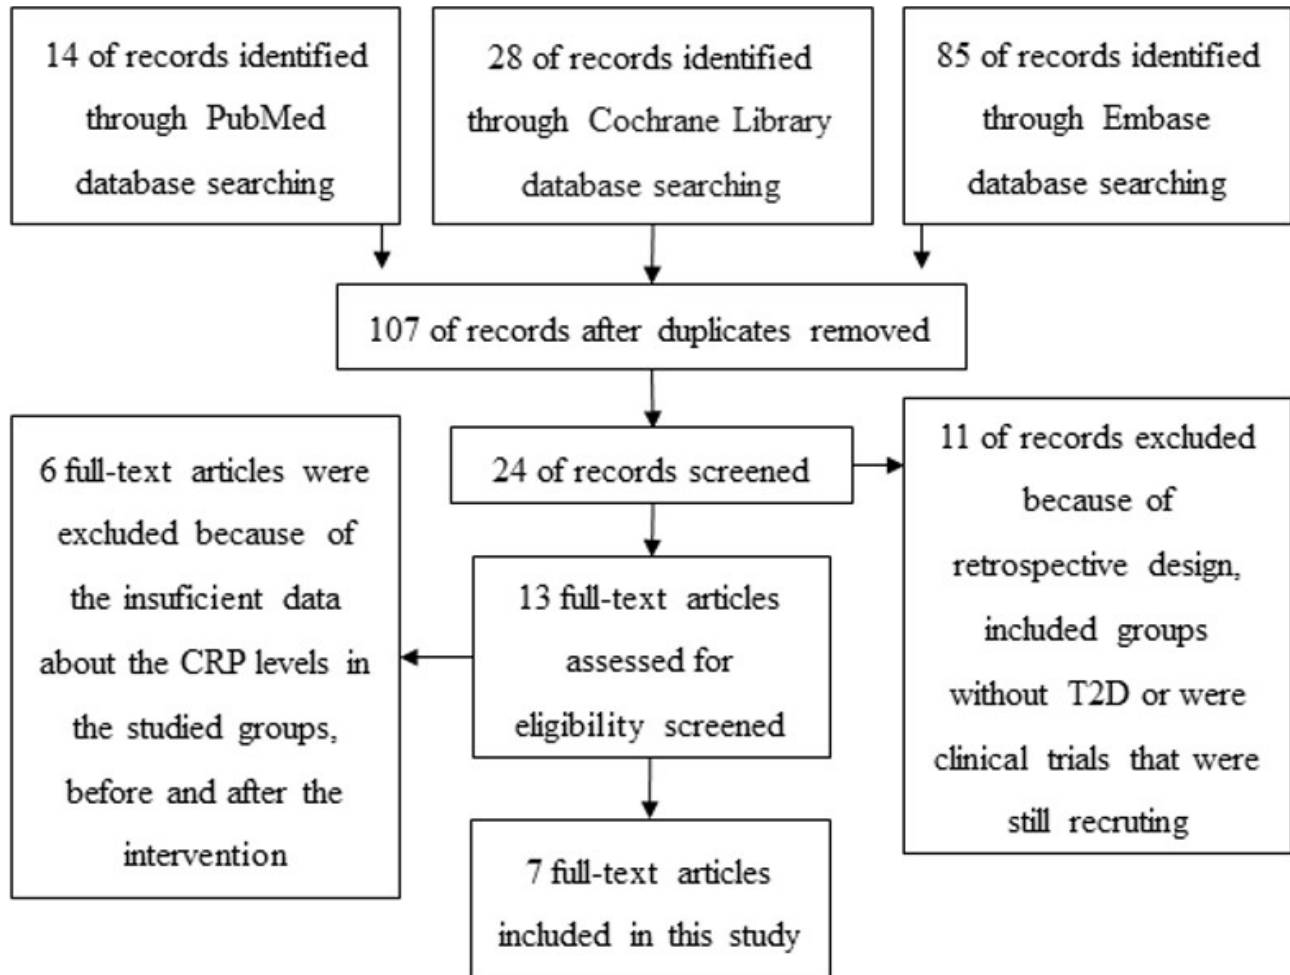 14 of records identified
through PubMed
database searching
28 of records identified
through Cochrane Library
database searching
85 of records identified
through Embase
database searching
107 of records after duplicates removed
24 of records screened
11 of records excluded
because of
retrospective design,
included groups
without T2D or were
clinical trials that were
still recruting
6 full-text articles were
excluded because of
the insuficient data
about the CRP levels in
the studied groups,
before and after the
intervention
13 full-text articles
assessed for
eligibility screened
7 full-text articles
included in this study